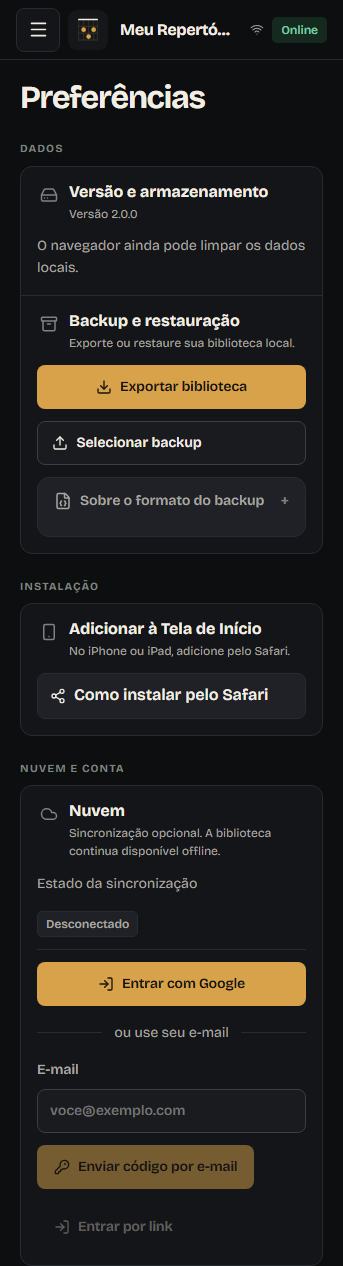 Meu Repertó...
Online
Preferências
DADOS
Versão e armazenamento
Versão 2.0.0
O navegador ainda pode limpar os dados
locais.
Backup e restauração
Exporte ou restaure sua biblioteca local.
Exportar biblioteca
Selecionar backup
Sobre o formato do backup +
INSTALAÇÃO
Adicionar à Tela de Início
No iPhone ou iPad, adicione pelo Safari.
Como instalar pelo Safari
NUVEM E CONTA
Nuvem
Sincronização opcional. A biblioteca
continua disponível offline.
Estado da sincronização
Desconectado
Entrar com Google
ou use seu e-mail
E-mail
voce@exemplo.com
Enviar código por e-mail
Entrar por link